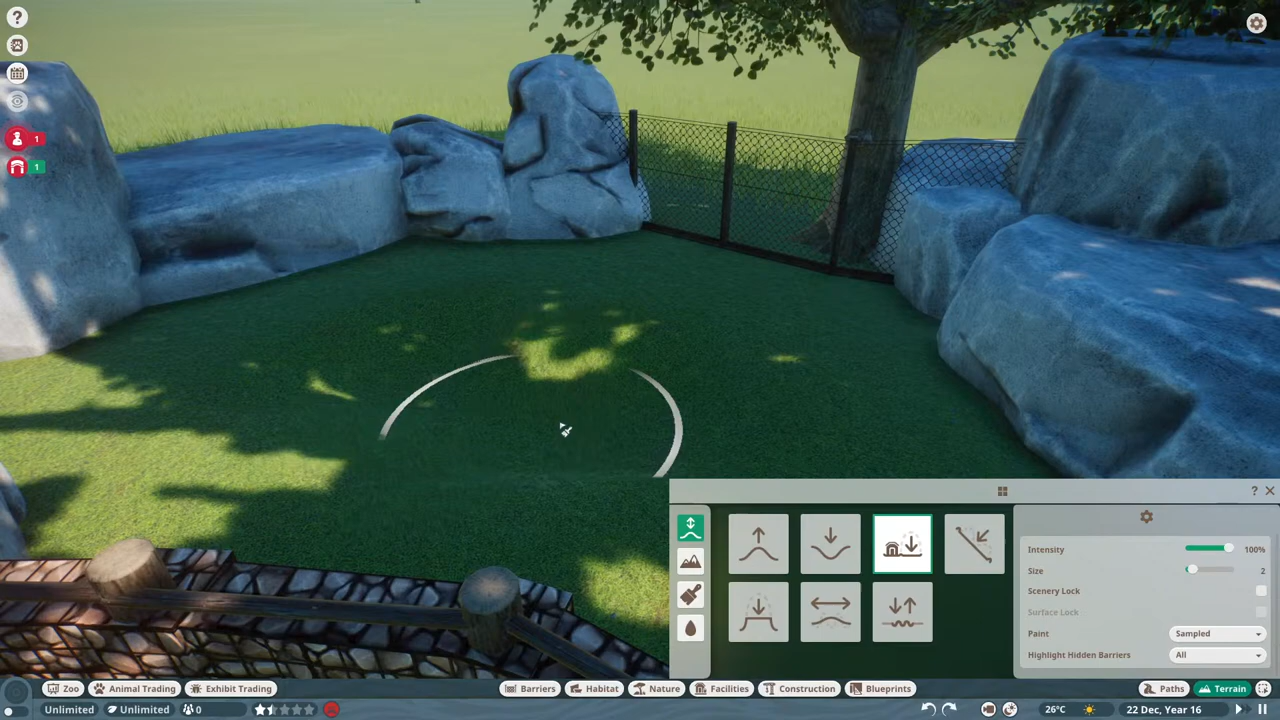 ?
1
1
? 
Intensity 100%
Size 2
Scenery Lock
Surface Lock
Paint Sampled
Highlight Hidden Barriers All
Zoo Animal Trading Exhibit Trading Barriers Habitat Nature Facilities Construction Blueprints Paths Terrain
Unlimited Unlimited 0 26°C 22 Dec, Year 16